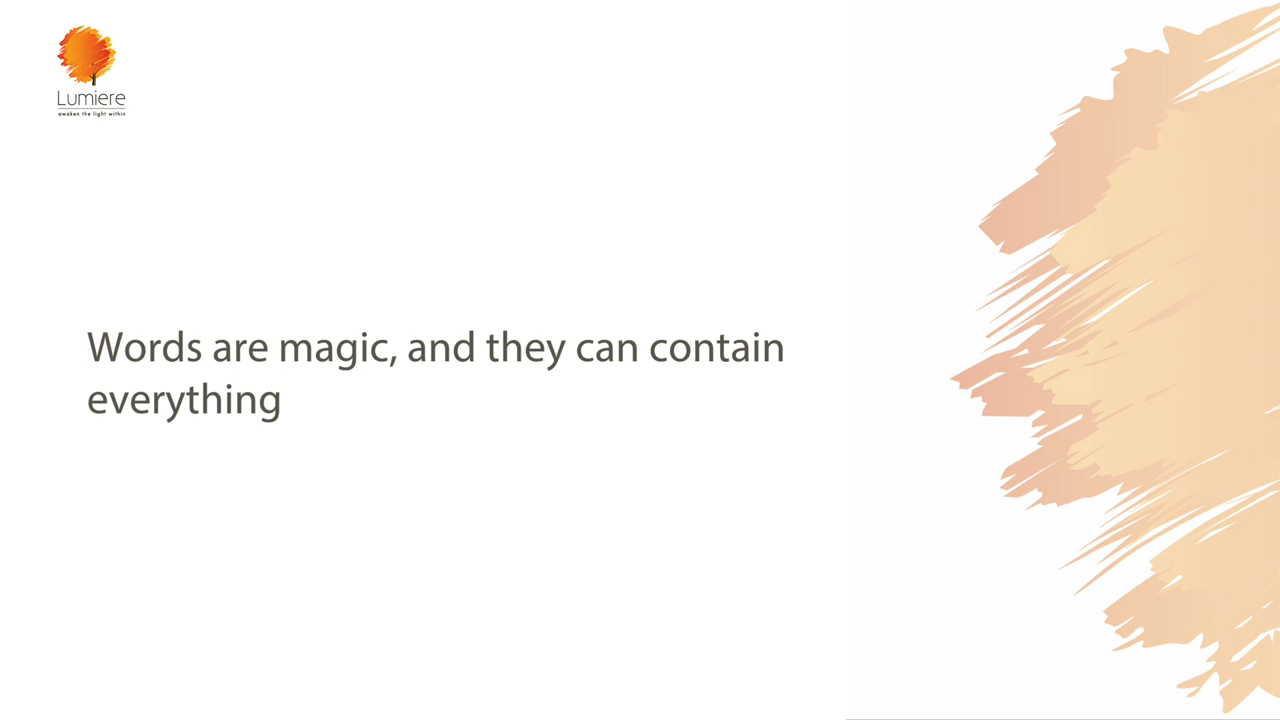 Lumiere
awaken the light within
Words are magic, and they can contain
everything